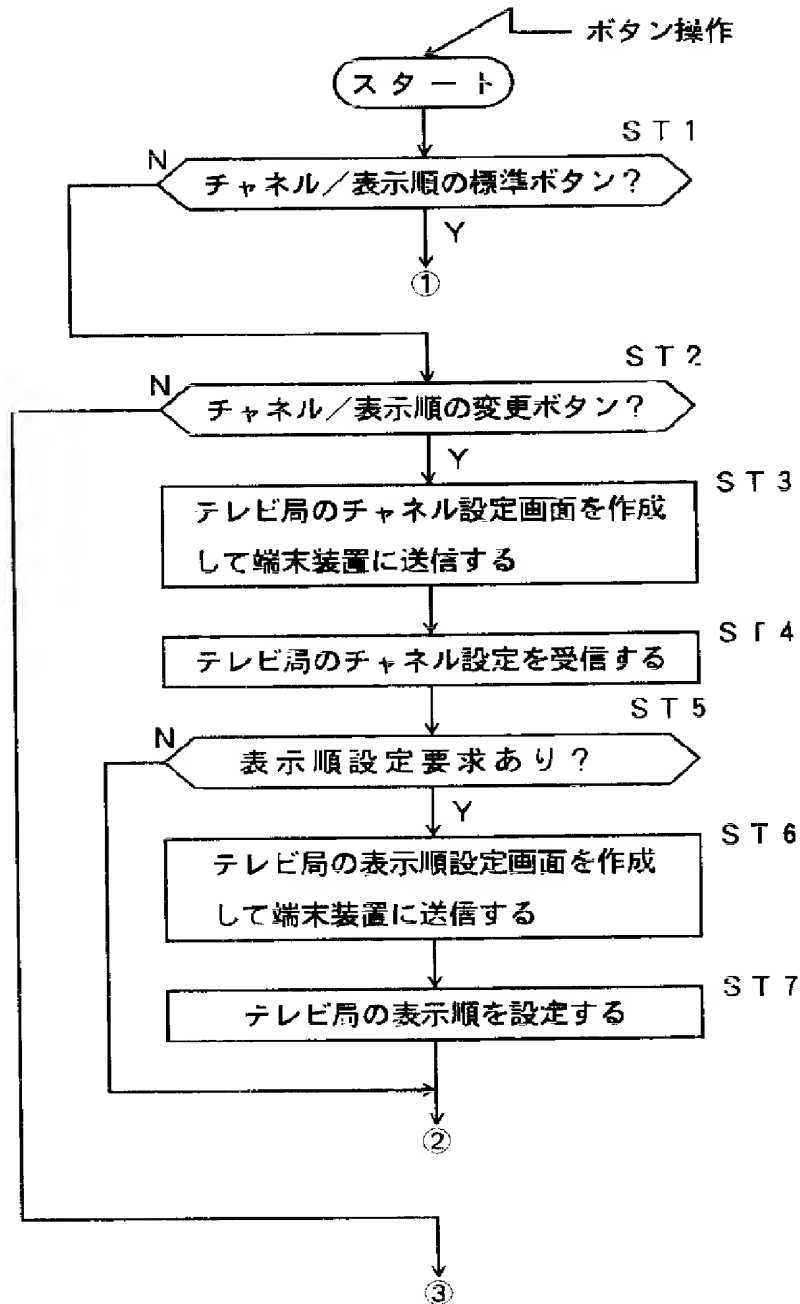 ボタン操作
スタート
ST1
N
チャネル／表示順の標準ボタン？
Y
①
ST2
N
チャネル／表示順の変更ボタン？
Y
ST3
テレビ局のチャネル設定画面を作成
して端末装置に送信する
ST4
テレビ局のチャネル設定を受信する
ST5
N
表示順設定要求あり？
Y
ST6
テレビ局の表示順設定画面を作成
して端末装置に送信する
ST7
テレビ局の表示順を設定する
②
③